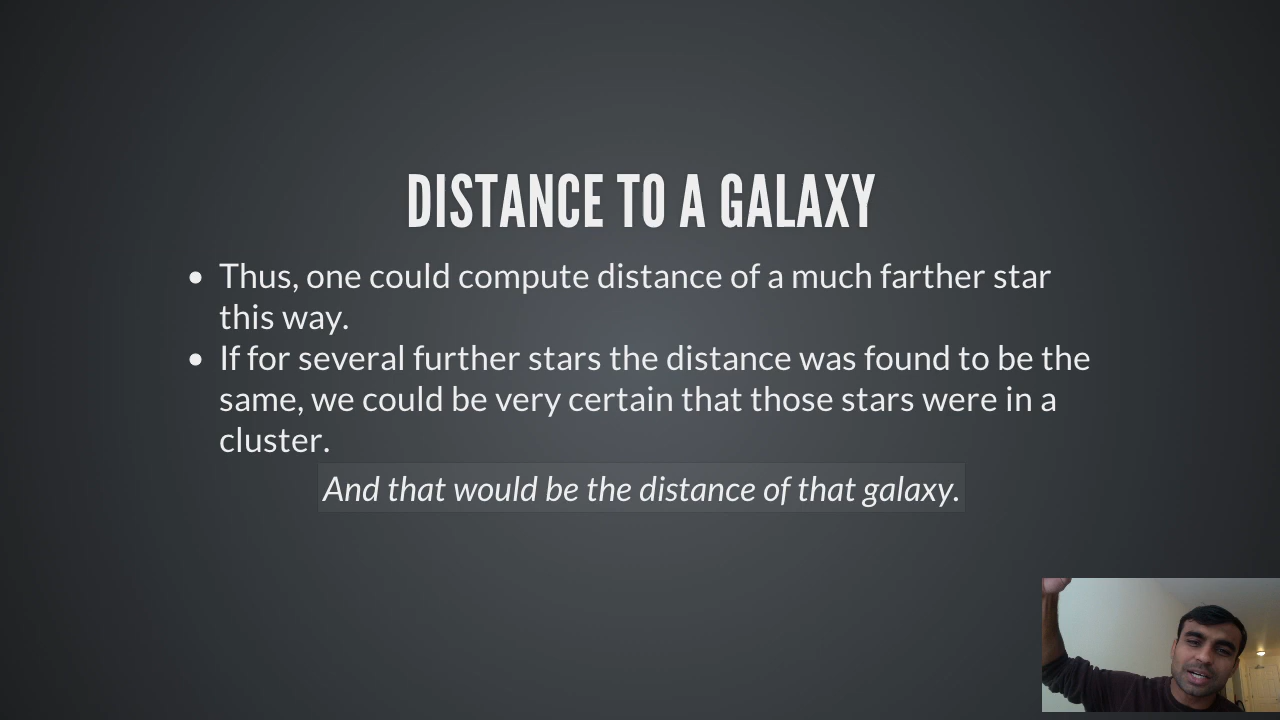 DISTANCE TO A GALAXY
• Thus, one could compute distance of a much farther star
this way.
• If for several further stars the distance was found to be the
same, we could be very certain that those stars were in a
cluster.
And that would be the distance of that galaxy.